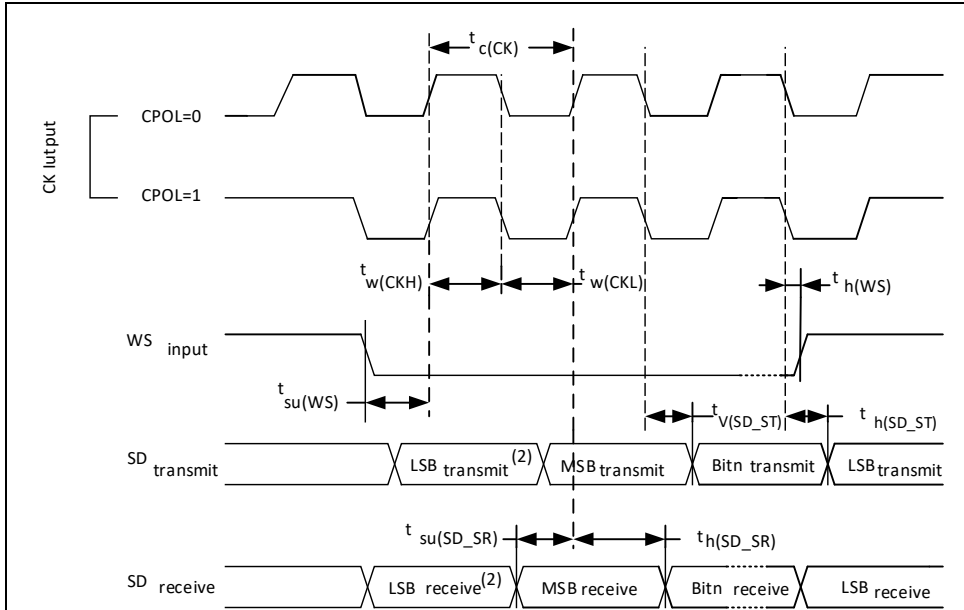 t c(CK)
CPOL=0
CK lutput
CPOL=1
t w(CKH)
t w(CKL)
t h(WS)
WS input
t su(WS)
t V(SD_ST)
t h(SD_ST)
SD transmit
LSB transmit (2)
MSB transmit
Bitn transmit
LSB transmit
t su(SD_SR)
t h(SD_SR)
SD receive
LSB receive (2)
MSB receive
Bitn receive
LSB receive